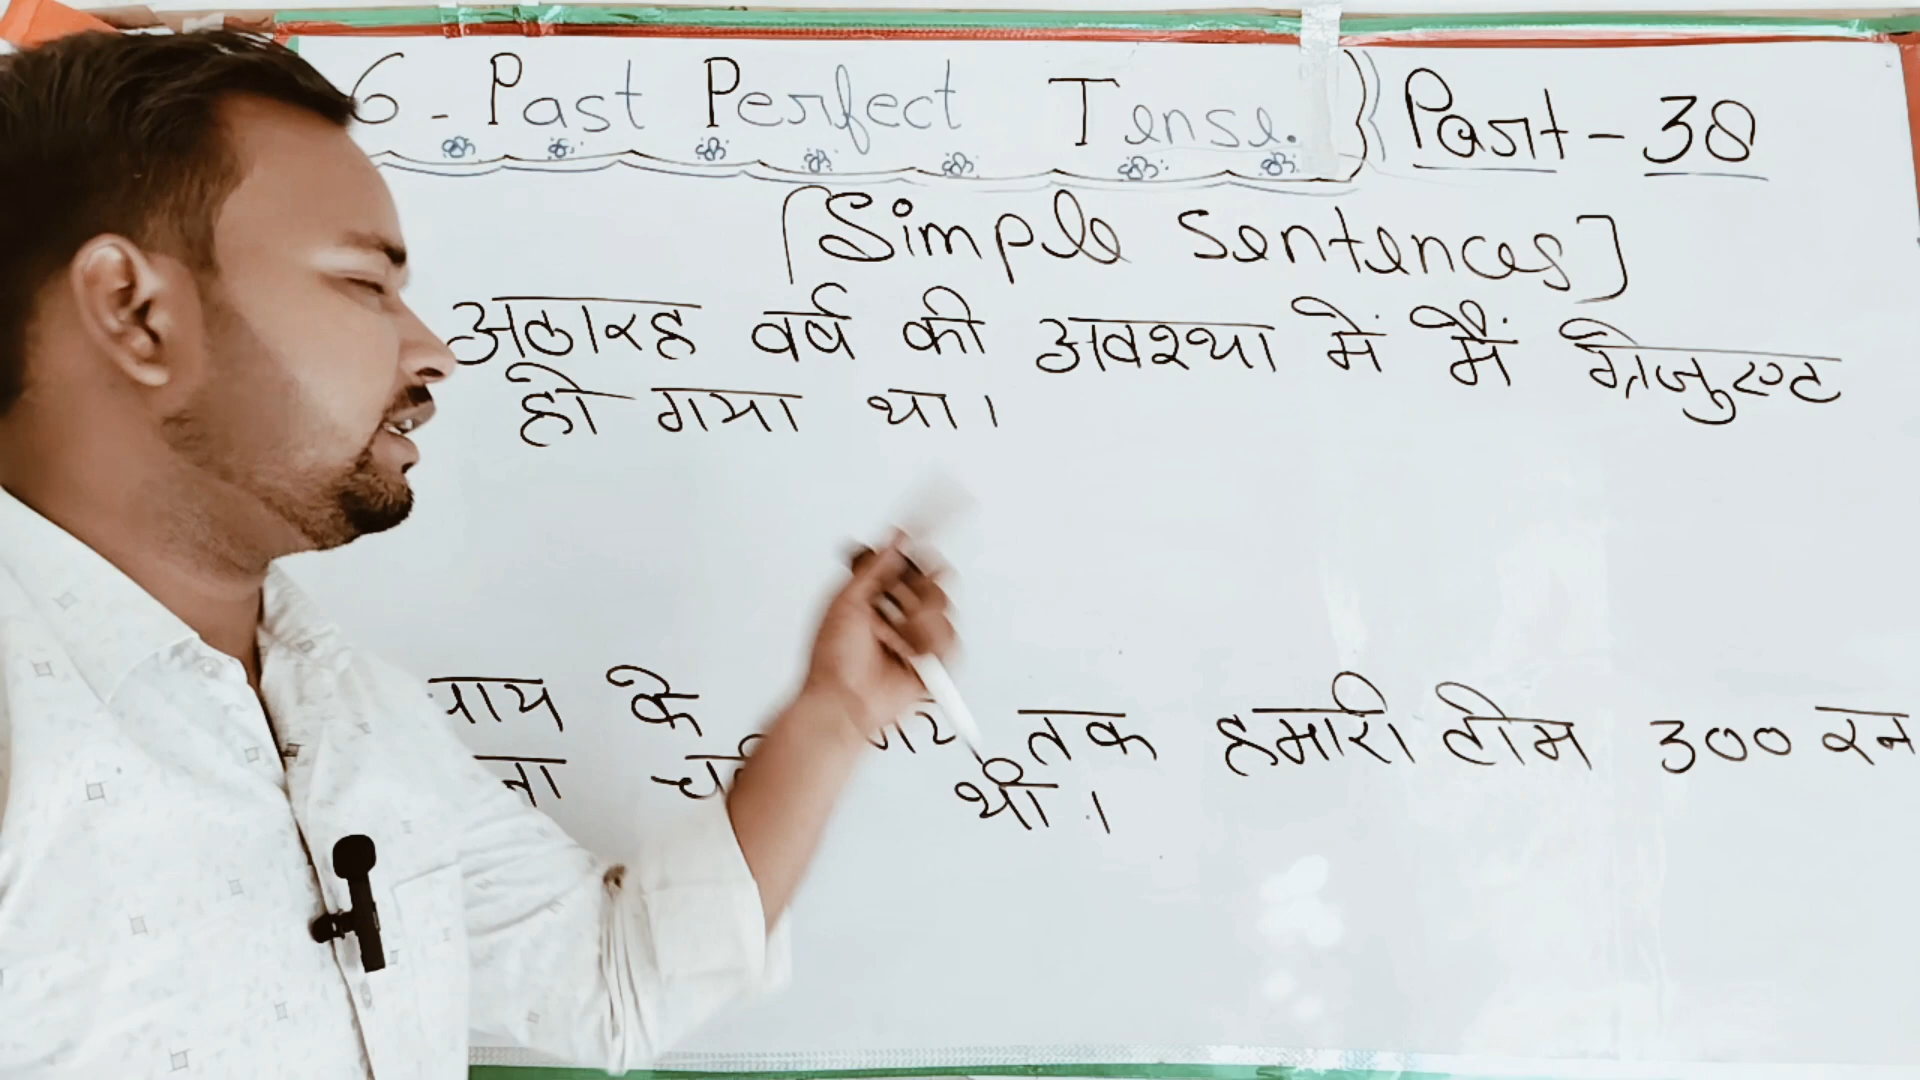 6 - Past Perfect Tense. Part - 38
[Simple Sentences]
अठारह वर्ष की अवस्था में मैं ग्रेजुएट
हो गया था।
के तक हमारी टीम 300 रन
थी।